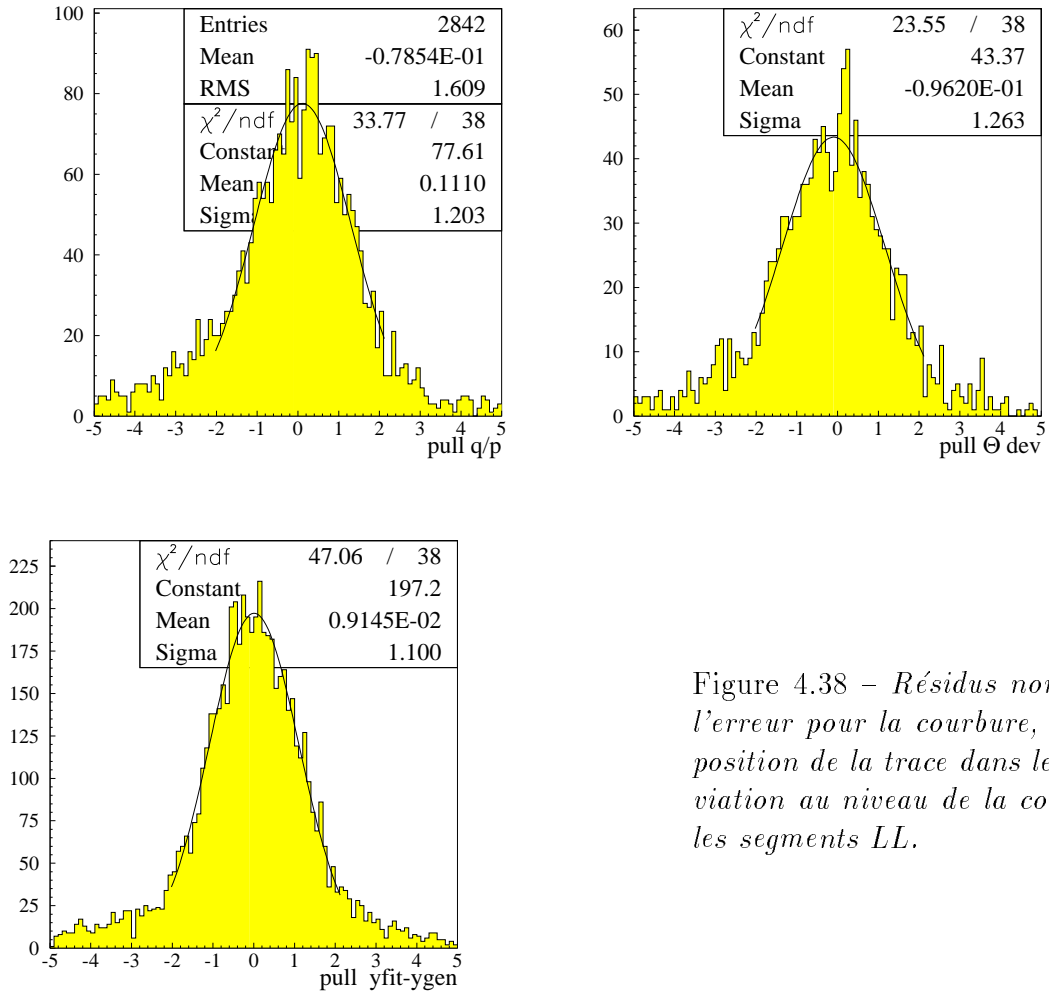 Entries 2842
Mean -0.7854E-01
RMS 1.609
χ²/ndf 33.77 / 38
Constan 77.61
Mean 0.1110
Sigm 1.203
100
80
60
40
20
0
-5 -4 -3 -2 -1 0 1 2 3 4 5
pull q/p
χ²/ndf 23.55 / 38
Constant 43.37
Mean -0.9620E-01
Sigma 1.263
60
50
40
30
20
10
0
-5 -4 -3 -2 -1 0 1 2 3 4 5
pull Θ dev
χ²/ndf 47.06 / 38
Constant 197.2
Mean 0.9145E-02
Sigma 1.100
225
200
175
150
125
100
75
50
25
0
-5 -4 -3 -2 -1 0 1 2 3 4 5
pull yfit-ygen
Figure 4.38 – Résidus nor
l'erreur pour la courbure,
position de la trace dans le
viation au niveau de la co
les segments LL.